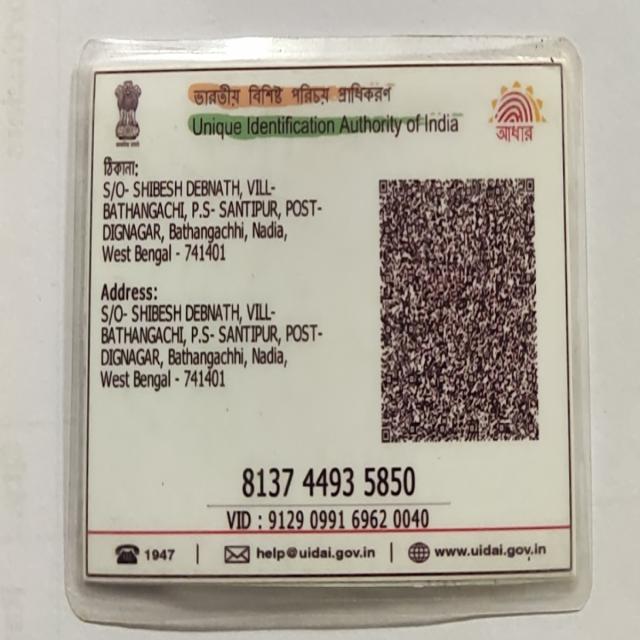 ভারতীয় বিশিষ্ট পরিচয় প্রাধিকরণ
Unique Identification Authority of India
আধার
ঠিকানা:
S/O- SHIBESH DEBNATH, VILL-
BATHANGACHI, P.S- SANTIPUR, POST-
DIGNAGAR, Bathangachhi, Nadia,
West Bengal - 741401
Address:
S/O- SHIBESH DEBNATH, VILL-
BATHANGACHI, P.S- SANTIPUR, POST-
DIGNAGAR, Bathangachhi, Nadia,
West Bengal - 741401
8137 4493 5850
VID : 9129 0991 6962 0040
1947 | help@uidai.gov.in | www.uidai.gov.in